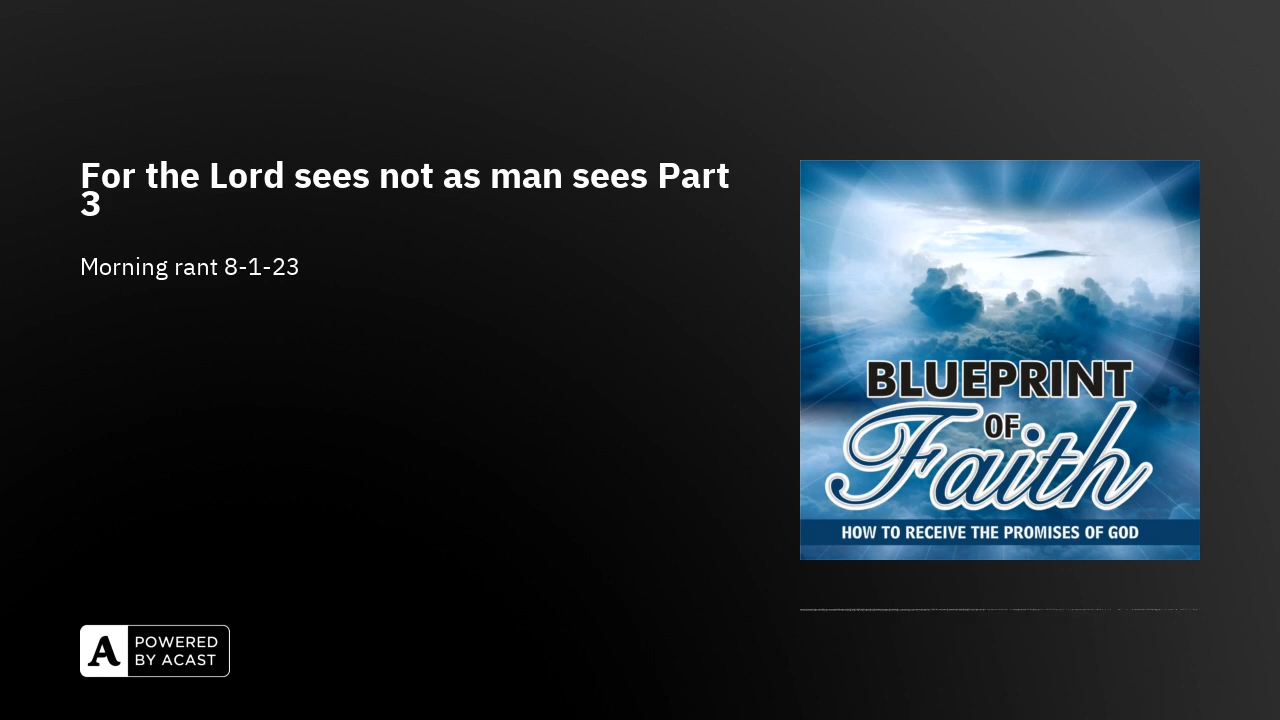 For the Lord sees not as man sees Part
3
Morning rant 8-1-23
BLUEPRINT
OF
Faith
HOW TO RECEIVE THE PROMISES OF GOD
A
POWERED
BY ACAST